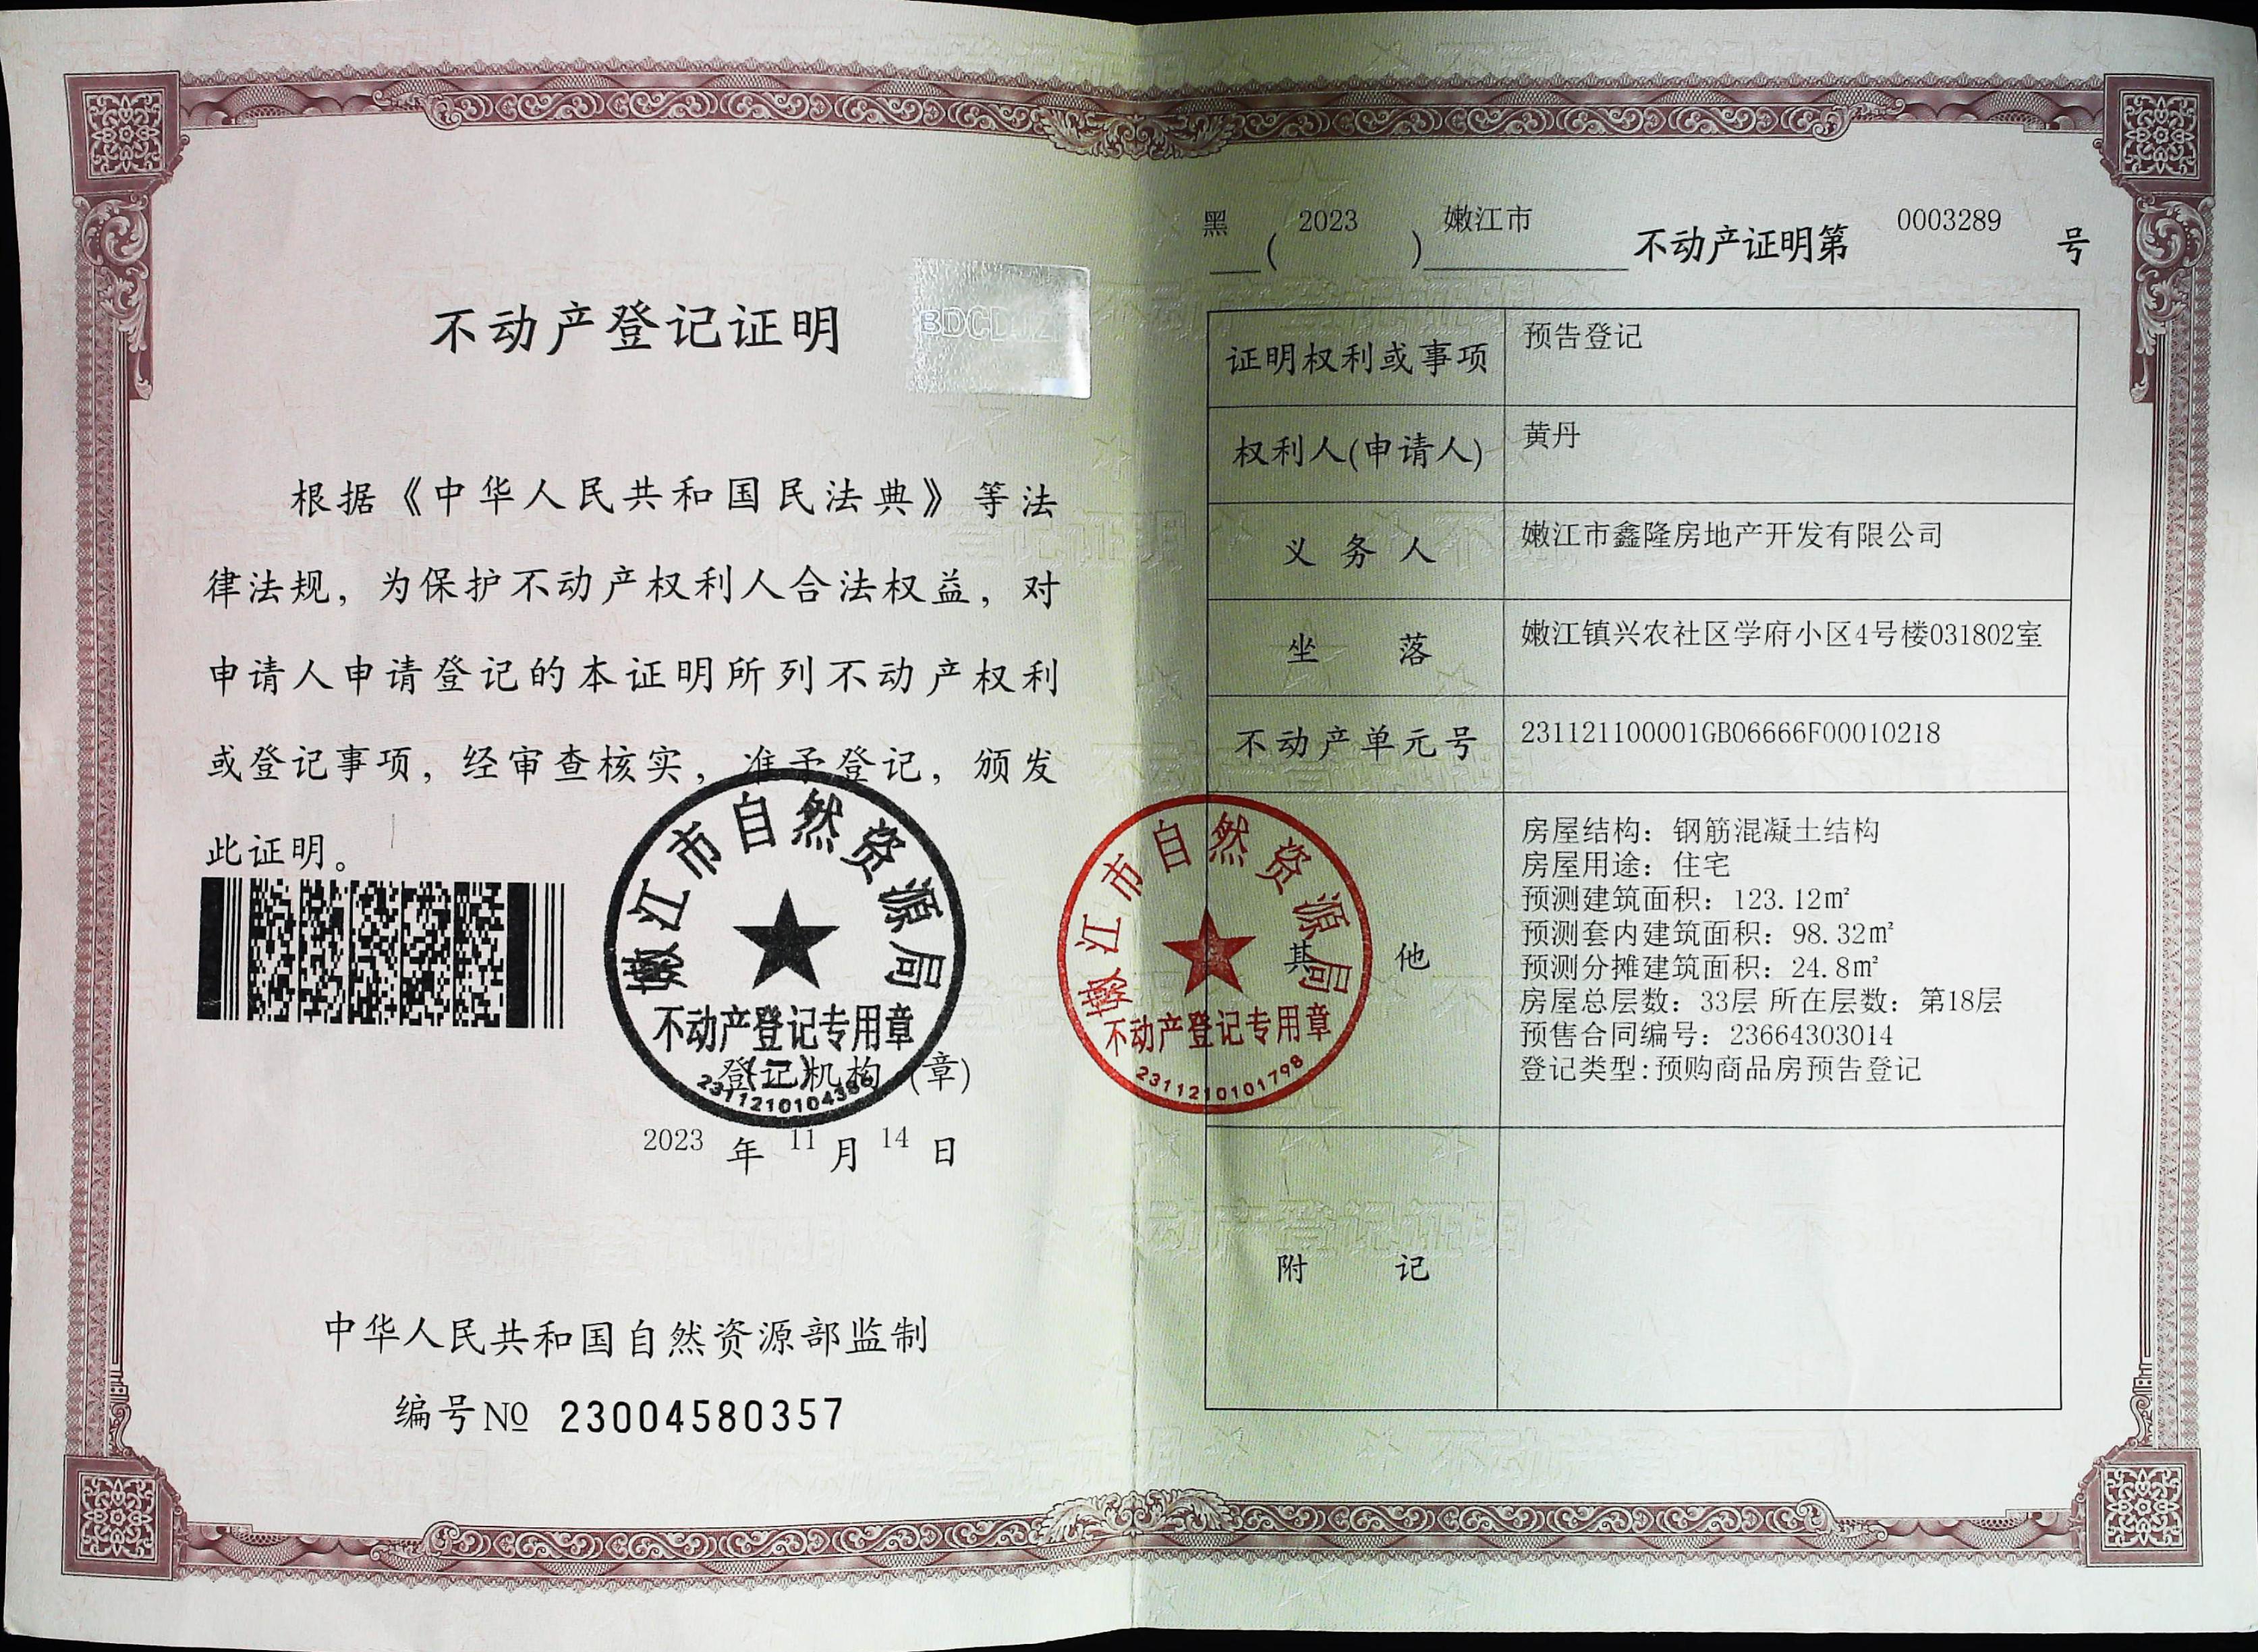 不动产登记证明
根据《中华人民共和国民法典》等法
律法规，为保护不动产权利人合法权益，对
申请人申请登记的本证明所列不动产权利
或登记事项，经审查核实，准予登记，颁发
此证明。
嫩江市自然资源局
不动产登记专用章
(二)
登记机构（章）
2023 年 11 月 14 日
中华人民共和国自然资源部监制
编号№ 23004580357
黑 ( 2023 ) 嫩江市 不动产证明第 0003289 号
证明权利或事项 预告登记
权利人(申请人) 黄丹
义务人 嫩江市鑫隆房地产开发有限公司
坐落 嫩江镇兴农社区学府小区4号楼031802室
不动产单元号 231121100001GB06666F00010218
其他
房屋结构：钢筋混凝土结构
房屋用途：住宅
预测建筑面积：123.12㎡
预测套内建筑面积：98.32㎡
预测分摊建筑面积：24.8㎡
房屋总层数：33层 所在层数：第18层
预售合同编号：23664303014
登记类型:预购商品房预告登记
嫩江市自然资源局
不动产登记专用章
2311210101798
附记